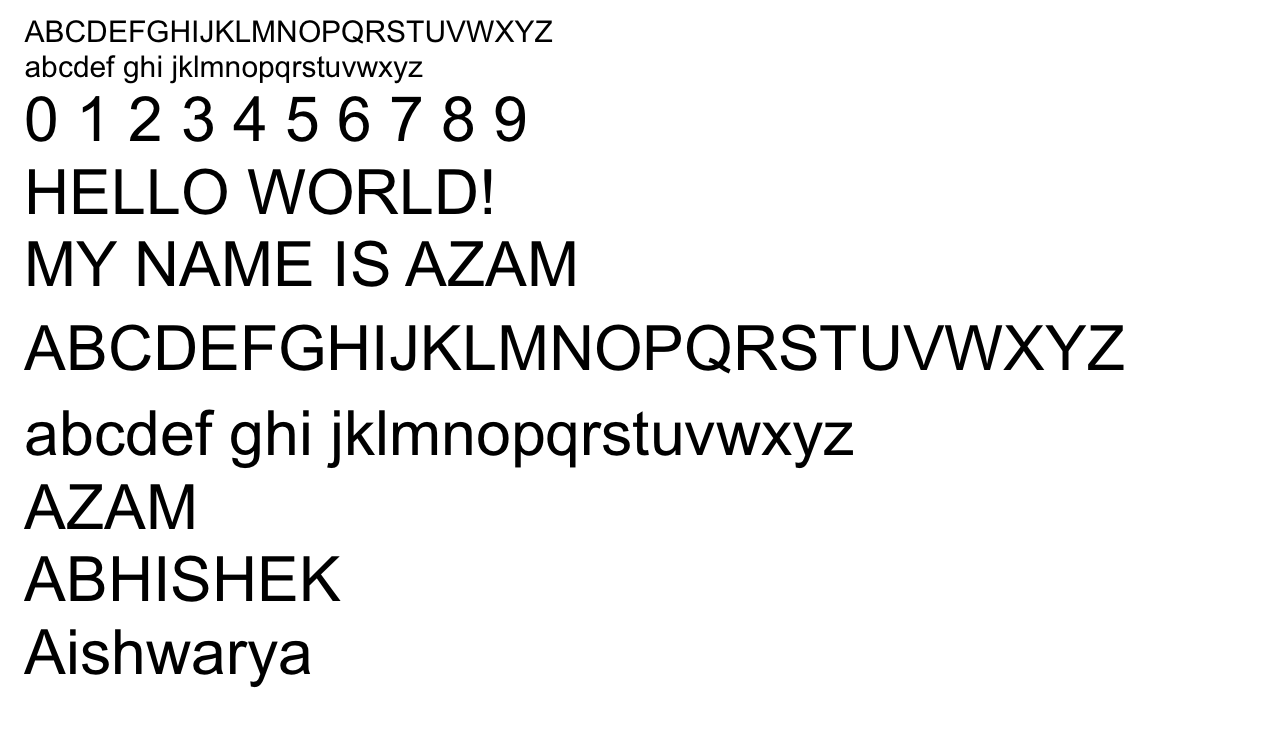 ABCDEFGHIJKLMNOPQRSTUVWXYZ
abcdef ghi jklmnopqrstuvwxyz
0 1 2 3 4 5 6 7 8 9
HELLO WORLD!
MY NAME IS AZAM
ABCDEFGHIJKLMNOPQRSTUVWXYZ
abcdef ghi jklmnopqrstuvwxyz
AZAM
ABHISHEK
Aishwarya